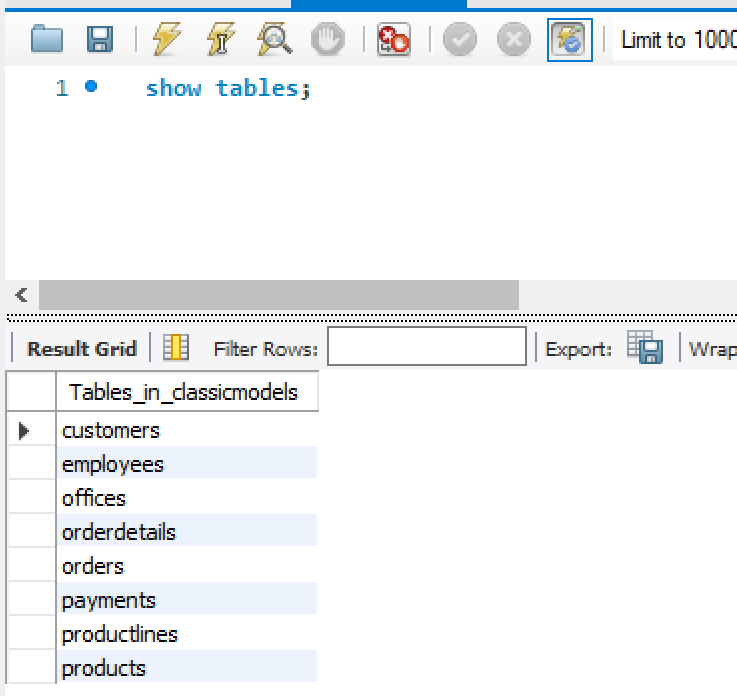 Limit to 1000
1 show tables;
Result Grid Filter Rows: Export: Wrap
Tables_in_classicmodels
customers
employees
offices
orderdetails
orders
payments
productlines
products